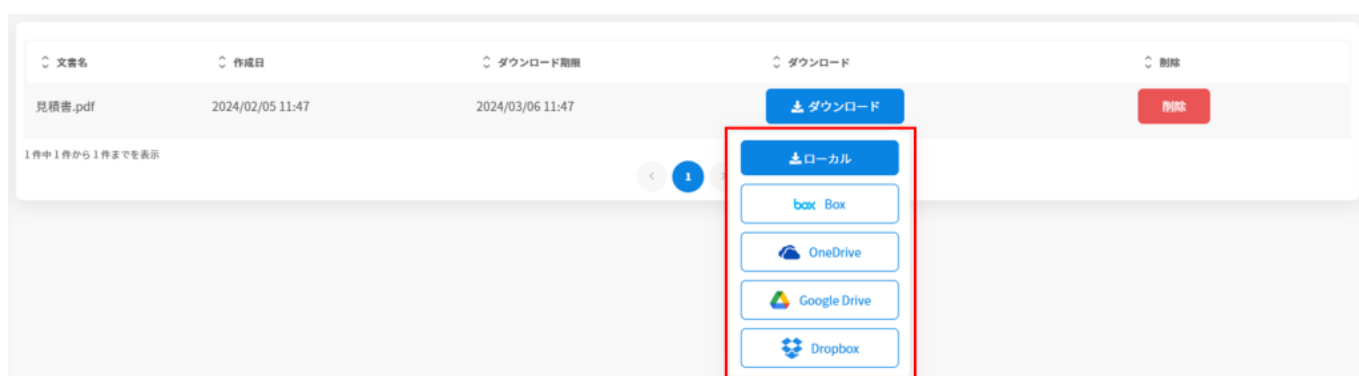 文書名 作成日 ダウンロード期限 ダウンロード 削除
見積書.pdf 2024/02/05 11:47 2024/03/06 11:47 ダウンロード 削除
1件中1件から1件までを表示
ローカル
1
box Box
OneDrive
Google Drive
Dropbox